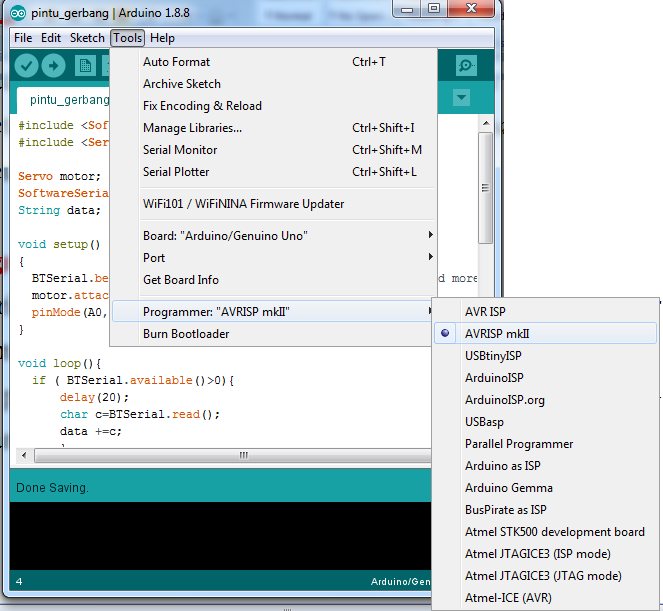 pintu_gerbang | Arduino 1.8.8
File Edit Sketch Tools Help
pintu_gerbang
Auto Format Ctrl+T
Archive Sketch
Fix Encoding & Reload
Manage Libraries... Ctrl+Shift+I
Serial Monitor Ctrl+Shift+M
Serial Plotter Ctrl+Shift+L
WiFi101 / WiFiNINA Firmware Updater
Board: "Arduino/Genuino Uno"
Port
Get Board Info
Programmer: "AVRISP mkII"
Burn Bootloader
AVR ISP
AVRISP mkII
USBtinyISP
ArduinoISP
ArduinoISP.org
USBasp
Parallel Programmer
Arduino as ISP
Arduino Gemma
BusPirate as ISP
Atmel STK500 development board
Atmel JTAGICE3 (ISP mode)
Atmel JTAGICE3 (JTAG mode)
Atmel-ICE (AVR)
#include <Sof
#include <Ser
Servo motor;
SoftwareSeria
String data;
void setup()
{
BTSerial.be d more
motor.attac
pinMode(A0,
}
void loop(){
if ( BTSerial.available()>0){
delay(20);
char c=BTSerial.read();
data +=c;
Done Saving.
4 Arduino/Gen